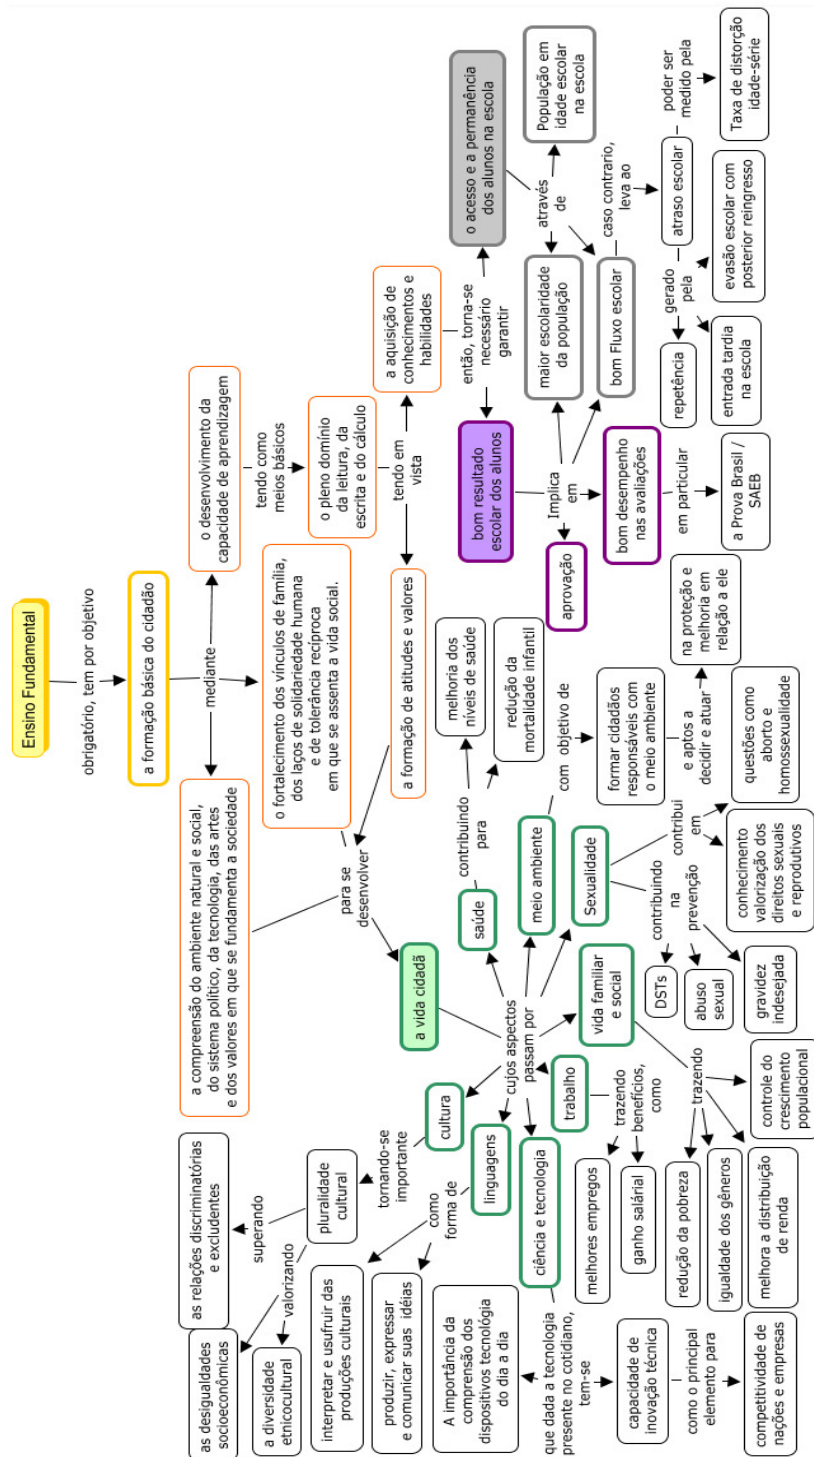 Ensino Fundamental
obrigatório, tem por objetivo
a formação básica do cidadão
mediante
a compreensão do ambiente natural e social,
do sistema político, da tecnologia, das artes
e dos valores em que se fundamenta a sociedade
o fortalecimento dos vínculos de família,
dos laços de solidariedade humana
e de tolerância recíproca
em que se assenta a vida social.
o desenvolvimento da
capacidade de aprendizagem
tendo como
meios básicos
o pleno domínio
da leitura, da
escrita e do cálculo
tendo em
vista
a formação de atitudes e valores
a aquisição de
conhecimentos e
habilidades
para se
desenvolver
a vida cidadã
então, torna-se
necessário
garantir
bom resultado
escolar dos alunos
o acesso e a permanência
dos alunos na escola
Implica
em
aprovação
bom desempenho
nas avaliações
em particular
a Prova Brasil /
SAEB
maior escolaridade
da população
bom Fluxo escolar
através
de
População em
idade escolar
na escola
caso contrario,
leva ao
atraso escolar
gerado
pela
repetência
entrada tardia
na escola
evasão escolar com
posterior reingresso
poder ser
medido pela
Taxa de distorção
idade-série
cujos aspectos
passam por
cultura
tornando-se
importante
pluralidade
cultural
superando
as relações discriminatórias
e excludentes
valorizando
as desigualdades
socioeconômicas
a diversidade
etnicocultural
linguagens
como
forma de
interpretar e usufruir das
produções culturais
produzir, expressar
e comunicar suas idéias
ciência e tecnologia
que dada a tecnologia
presente no cotidiano,
tem-se
A importância da
comprensão dos
dispositivos tecnológia
do dia a dia
capacidade de
inovação técnica
como o principal
elemento para
competitividade de
nações e empresas
trabalho
trazendo
benefícios,
como
melhores empregos
ganho salárial
vida familiar
e social
trazendo
redução da pobreza
igualdade dos gêneros
melhora a distribuição
de renda
controle do
crescimento
populacional
Sexualidade
contribuindo
na
prevenção
DSTs
abuso
sexual
gravidez
indesejada
contribui
em
conhecimento
valorização dos
direitos sexuais
e reprodutivos
questões como
aborto e
homossexualidade
meio ambiente
com objetivo de
formar cidadãos
responsáveis com
o meio ambiente
e aptos a
decidir e atuar
na proteção e
melhoria em
relação a ele
saúde
contribuindo
para
melhoria dos
níveis de saúde
redução da
mortalidade infantil